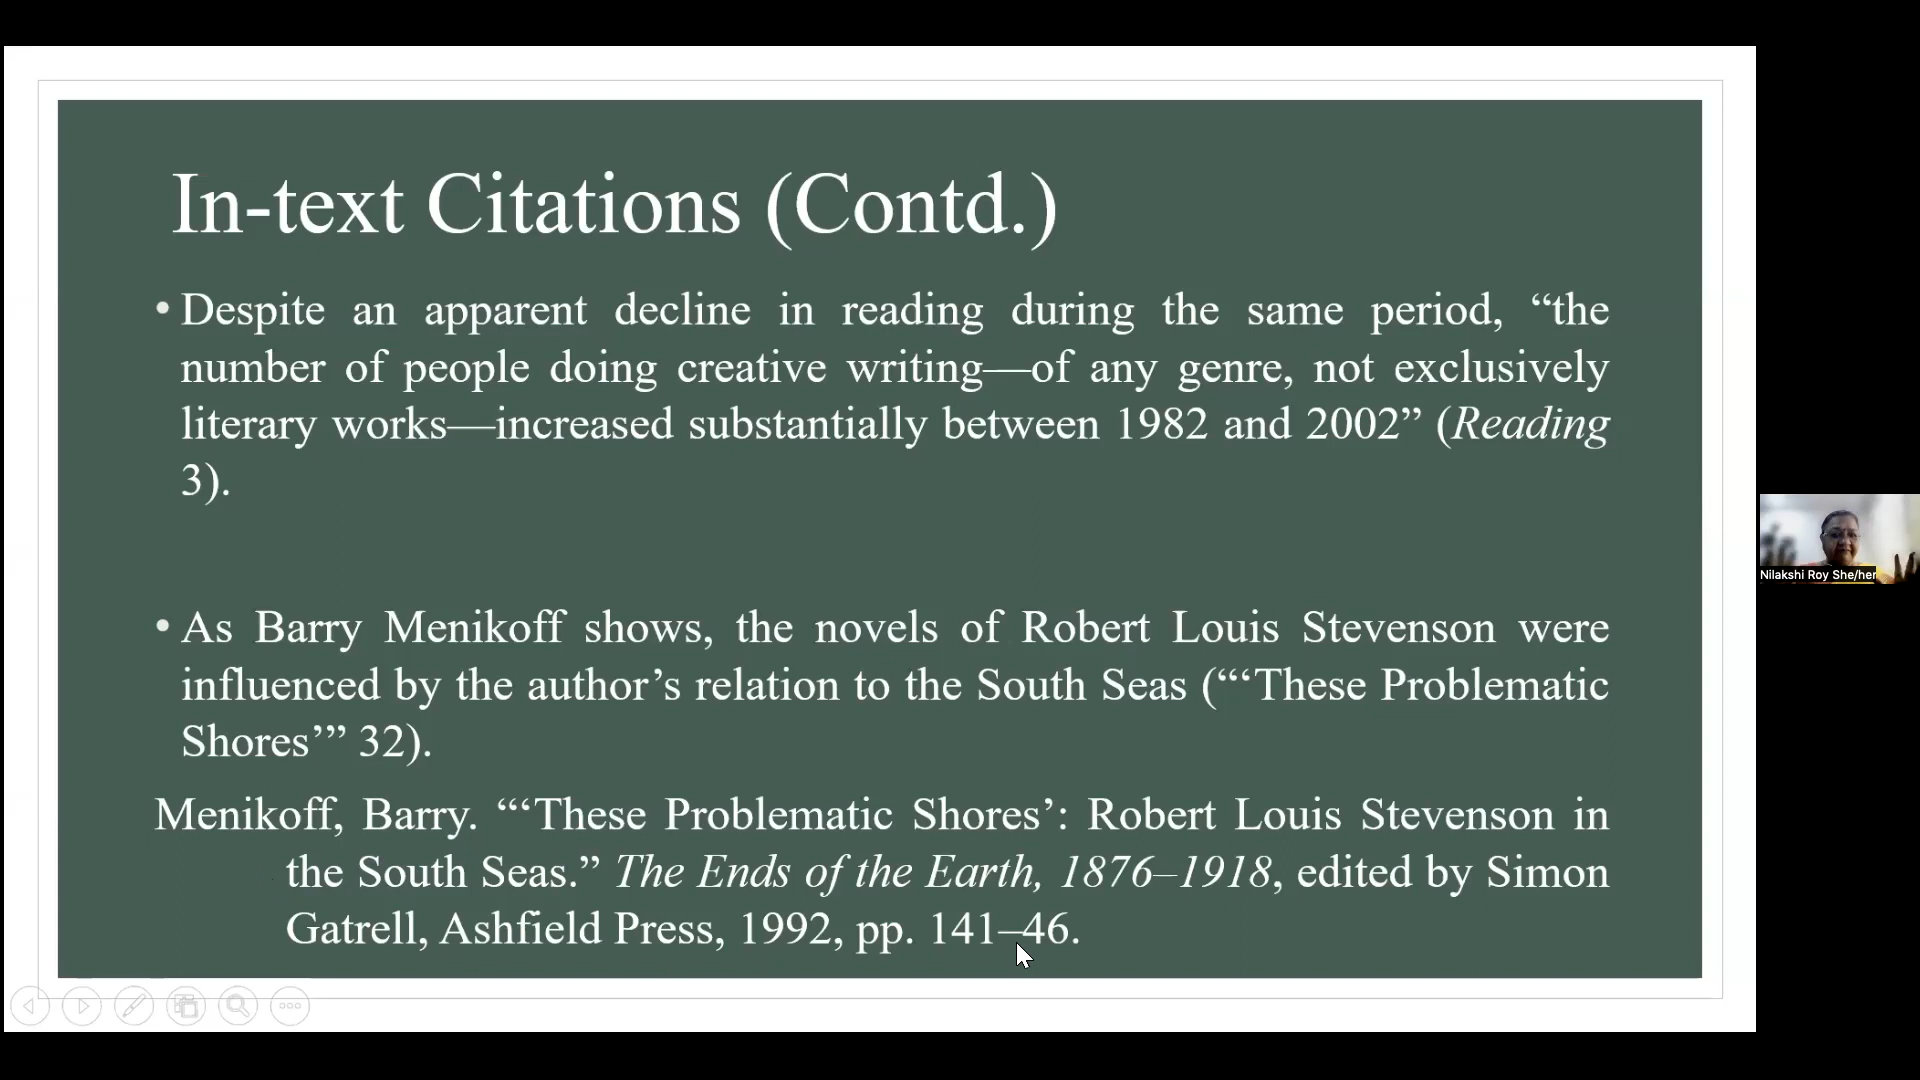 In-text Citations (Contd.)
• Despite an apparent decline in reading during the same period, “the
number of people doing creative writing—of any genre, not exclusively
literary works—increased substantially between 1982 and 2002” (Reading
3).
• As Barry Menikoff shows, the novels of Robert Louis Stevenson were
influenced by the author’s relation to the South Seas (“‘These Problematic
Shores’” 32).
Menikoff, Barry. “‘These Problematic Shores’: Robert Louis Stevenson in
the South Seas.” The Ends of the Earth, 1876–1918, edited by Simon
Gatrell, Ashfield Press, 1992, pp. 141–46.
Nilakshi Roy She/her